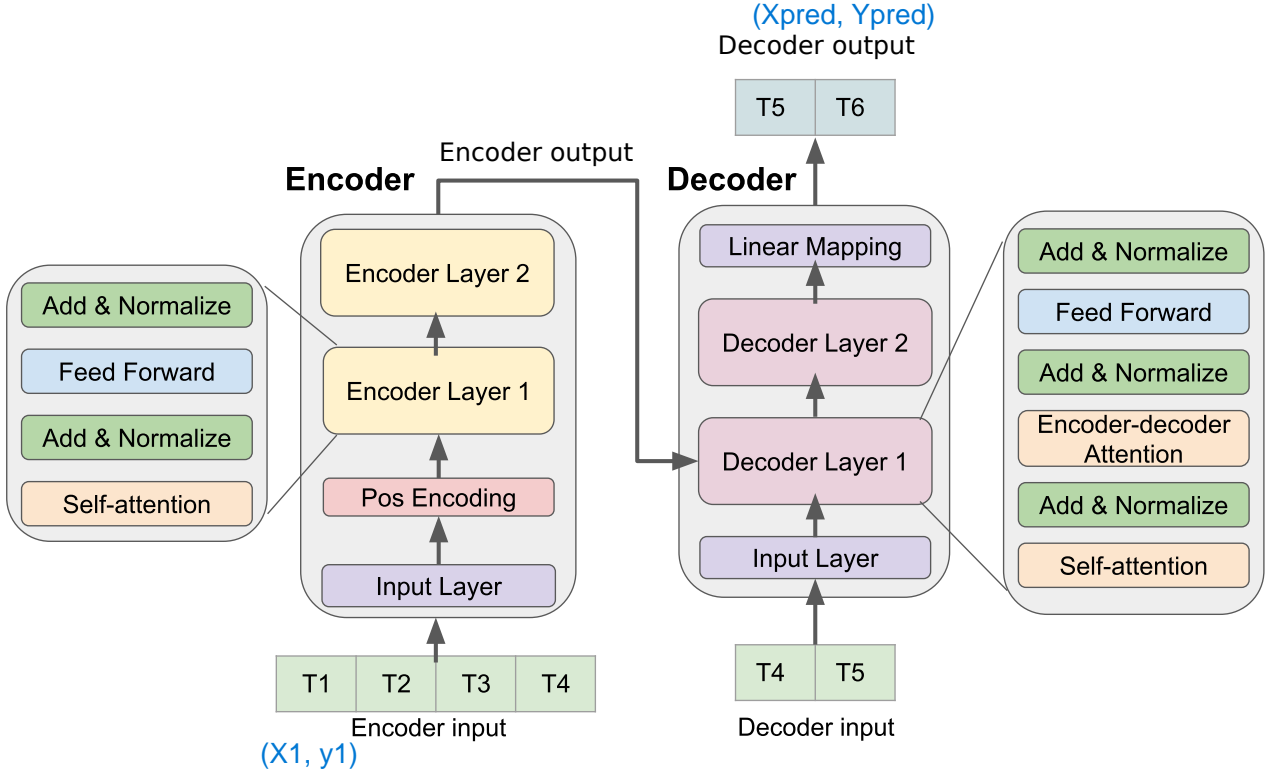 (Xpred, Ypred)
Decoder output
T5 T6
Encoder output
Encoder
Decoder
Add & Normalize
Feed Forward
Add & Normalize
Self-attention
Encoder Layer 2
Encoder Layer 1
Pos Encoding
Input Layer
T1 T2 T3 T4
Encoder input
(X1, y1)
Linear Mapping
Decoder Layer 2
Decoder Layer 1
Input Layer
T4 T5
Decoder input
Add & Normalize
Feed Forward
Add & Normalize
Encoder-decoder
Attention
Add & Normalize
Self-attention